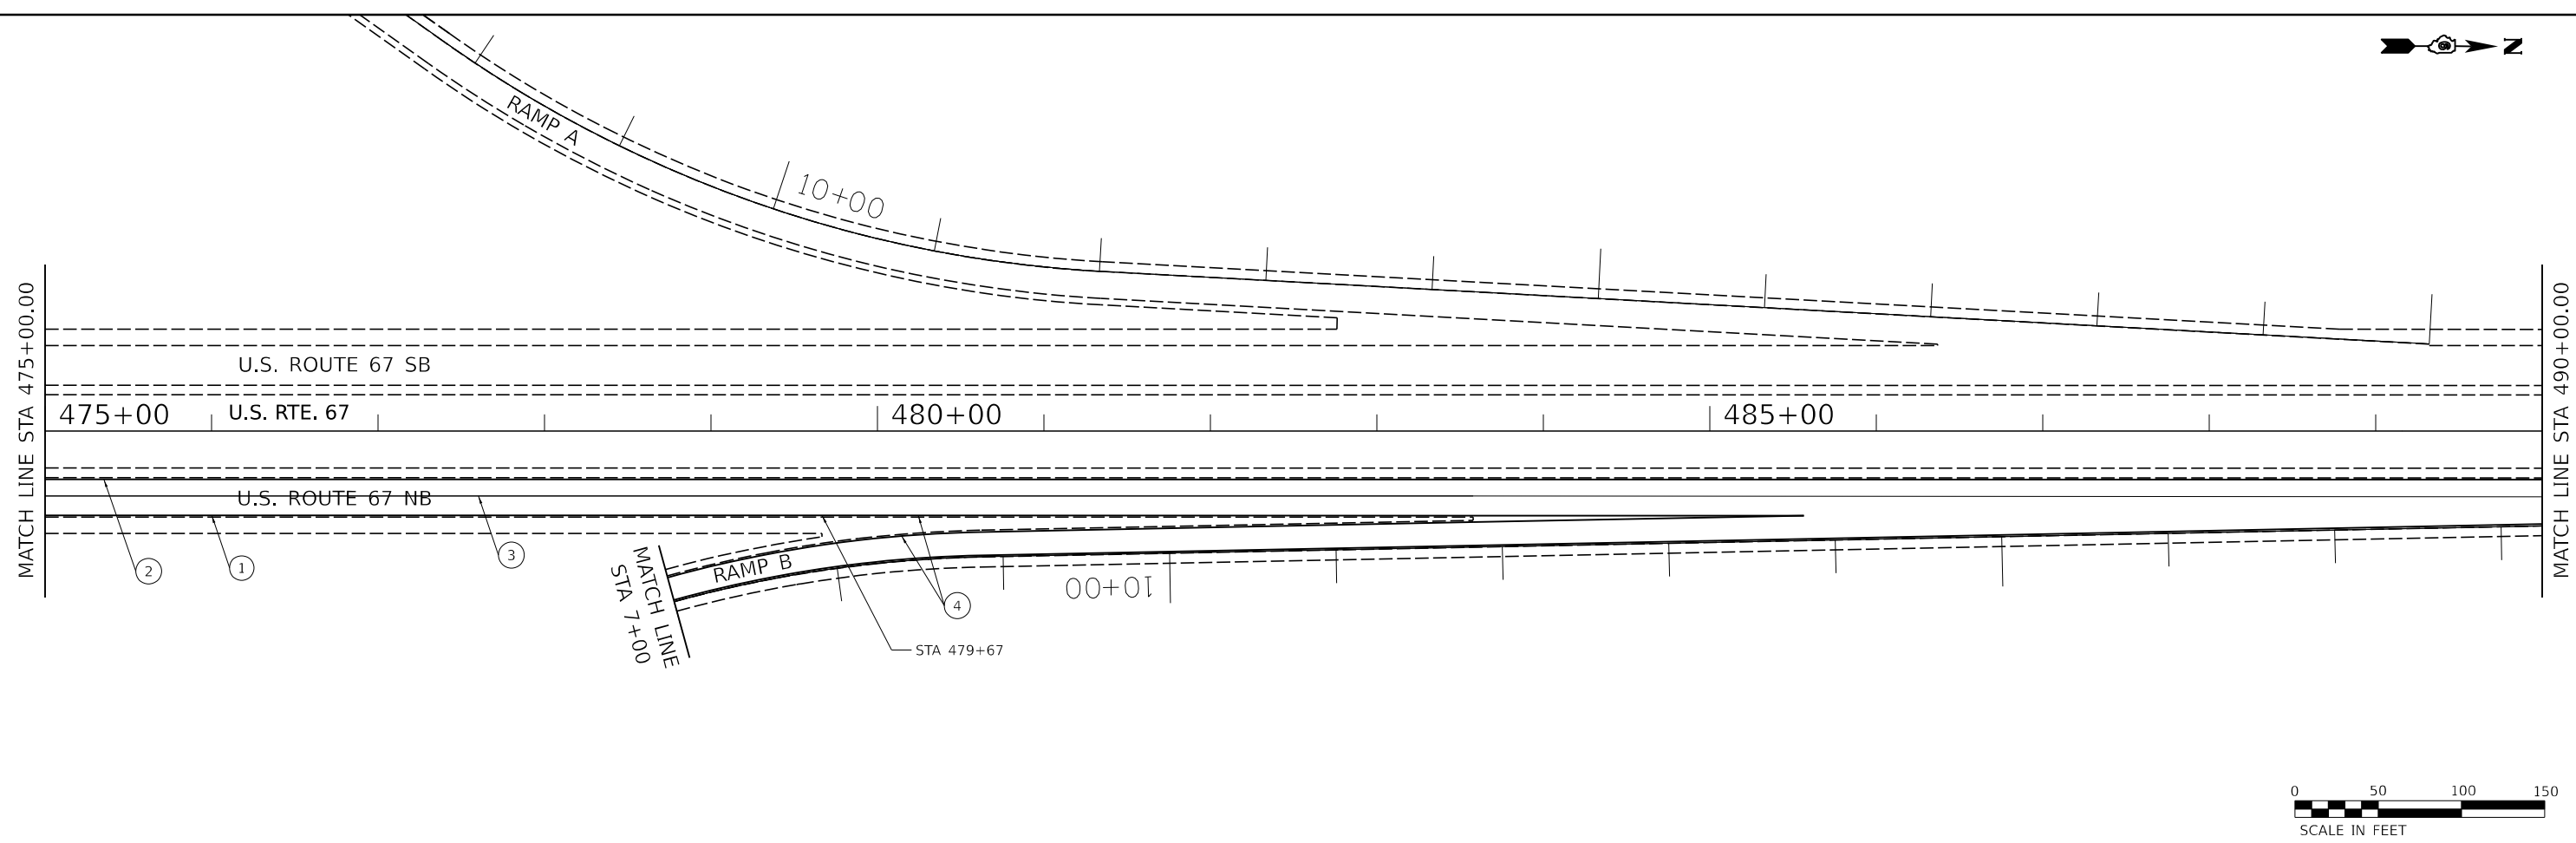 N
RAMP A
10+00
MATCH LINE STA 475+00.00
U.S. ROUTE 67 SB
475+00
U.S. RTE. 67
480+00
485+00
MATCH LINE STA 490+00.00
U.S. ROUTE 67 NB
2
1
3
MATCH LINE
STA 7+00
RAMP B
4
10+00
STA 479+67
0 50 100 150
SCALE IN FEET